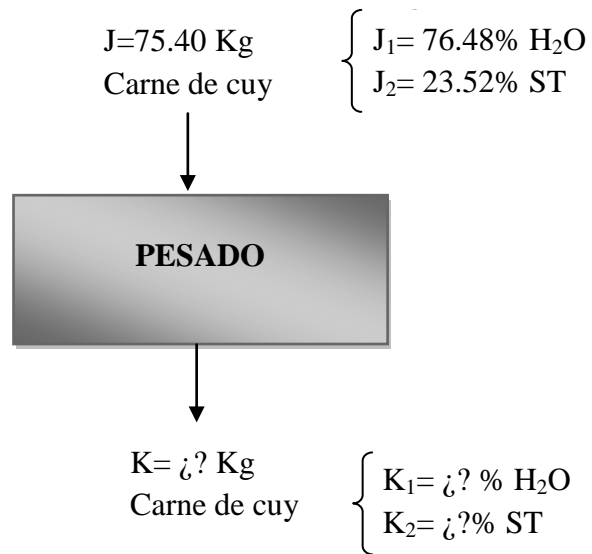 J=75.40 Kg
Carne de cuy
J₁= 76.48% H₂O
J₂= 23.52% ST
PESADO
K= ¿? Kg
Carne de cuy
K₁= ¿? % H₂O
K₂= ¿?% ST